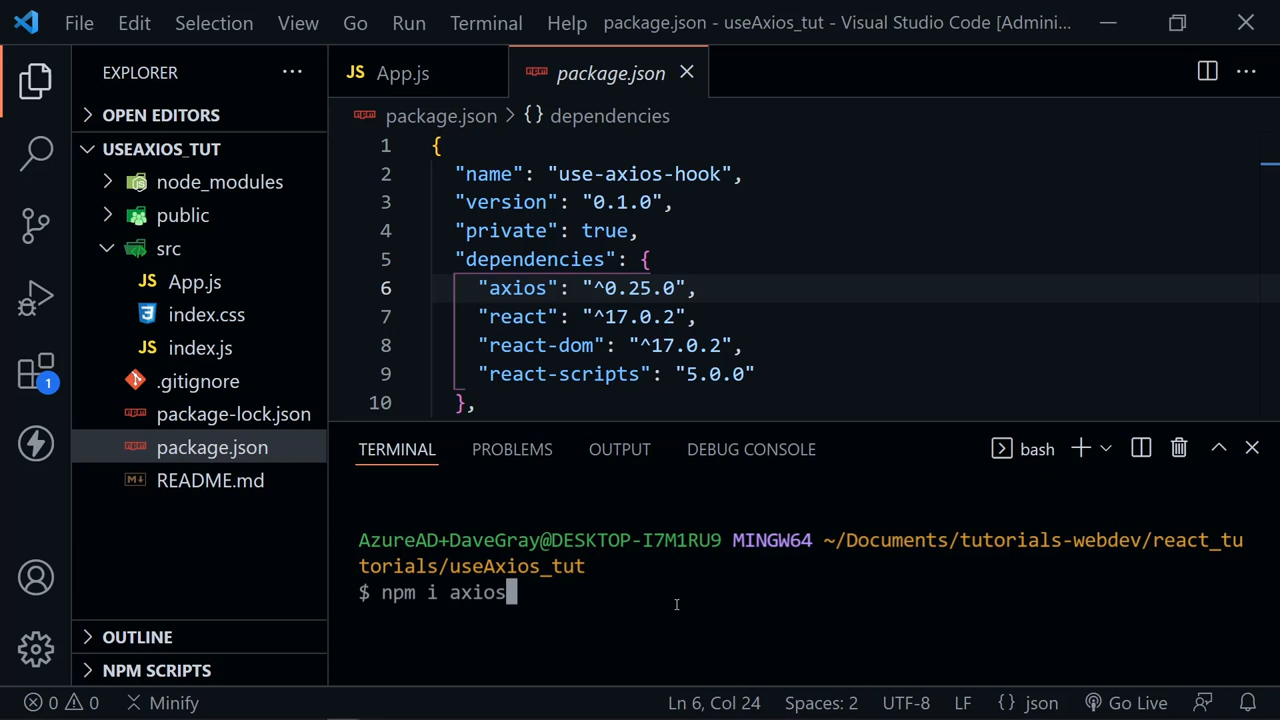 File Edit Selection View Go Run Terminal Help package.json - useAxios_tut - Visual Studio Code [Admini...
EXPLORER
OPEN EDITORS
USEAXIOS_TUT
node_modules
public
src
JS App.js
index.css
JS index.js
.gitignore
package-lock.json
package.json
README.md
OUTLINE
NPM SCRIPTS
1
JS App.js
npm package.json
npm package.json > {} dependencies
1 {
2 "name": "use-axios-hook",
3 "version": "0.1.0",
4 "private": true,
5 "dependencies": {
6 "axios": "^0.25.0",
7 "react": "^17.0.2",
8 "react-dom": "^17.0.2",
9 "react-scripts": "5.0.0"
10 },
TERMINAL PROBLEMS OUTPUT DEBUG CONSOLE bash
AzureAD+DaveGray@DESKTOP-I7M1RU9 MINGW64 ~/Documents/tutorials-webdev/react_tu
torials/useAxios_tut
$ npm i axios
0 0 Minify Ln 6, Col 24 Spaces: 2 UTF-8 LF {} json Go Live